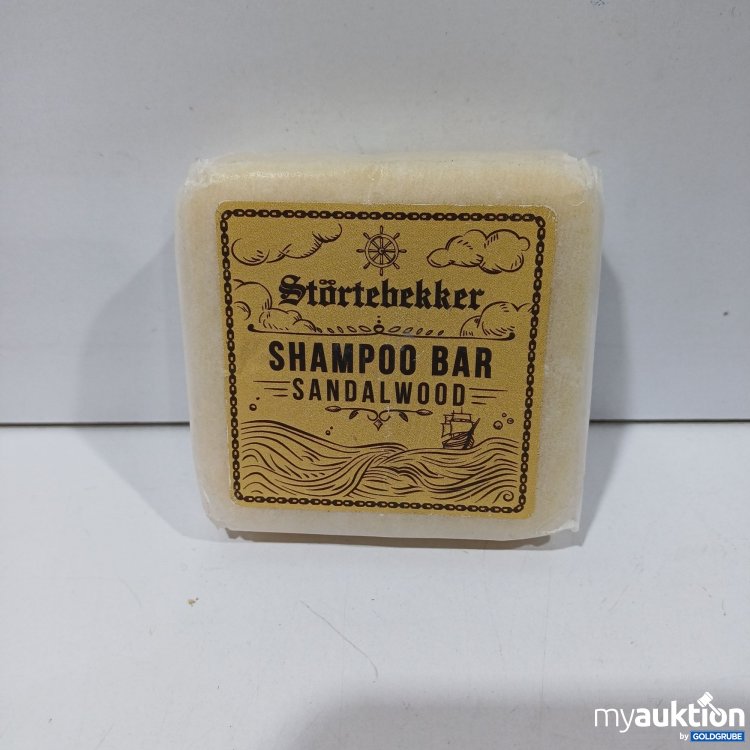 Störtebekker
SHAMPOO BAR
SANDALWOOD
myauktion
by GOLDGRUBE